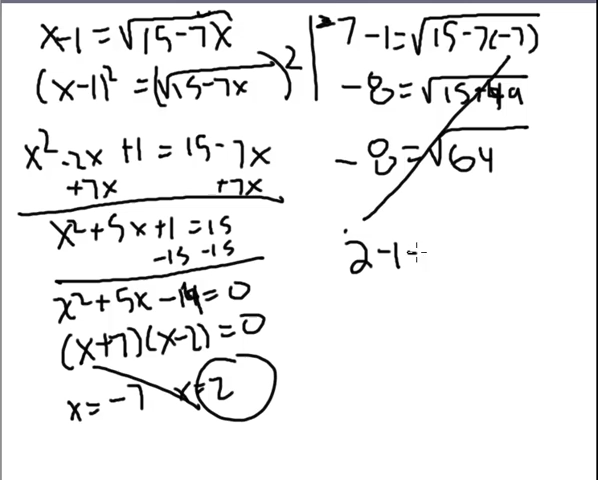 x-1=√15-7x
(x-1)² =(√15-7x)²
x²-2x+1=15-7x
+7x +7x
x²+5x+1=15
-15 -15
x²+5x-14=0
(x+7)(x-2)=0
x=-7 x=2
-7-1=√15-7(-7)
-8=√15+49
-8=√64
2-1=